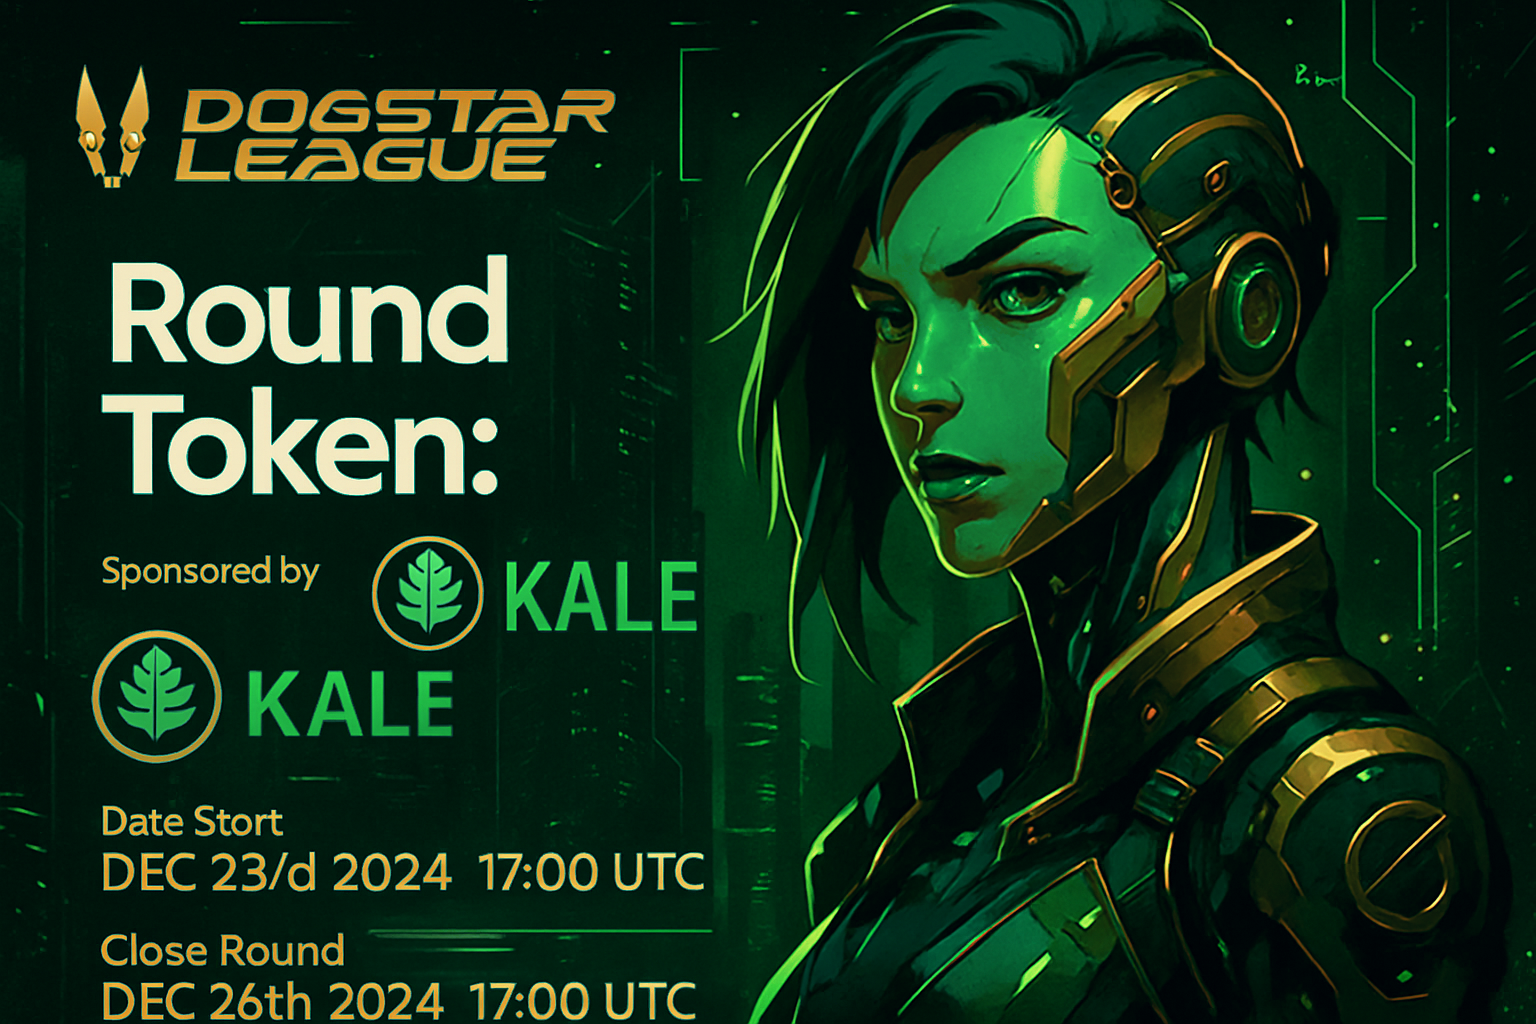 DOGSTAR
LEAGUE
Round
Token:
Sponsored by
KALE
KALE
Date Stort
DEC 23/d 2024 17:00 UTC
Close Round
DEC 26th 2024 17:00 UTC